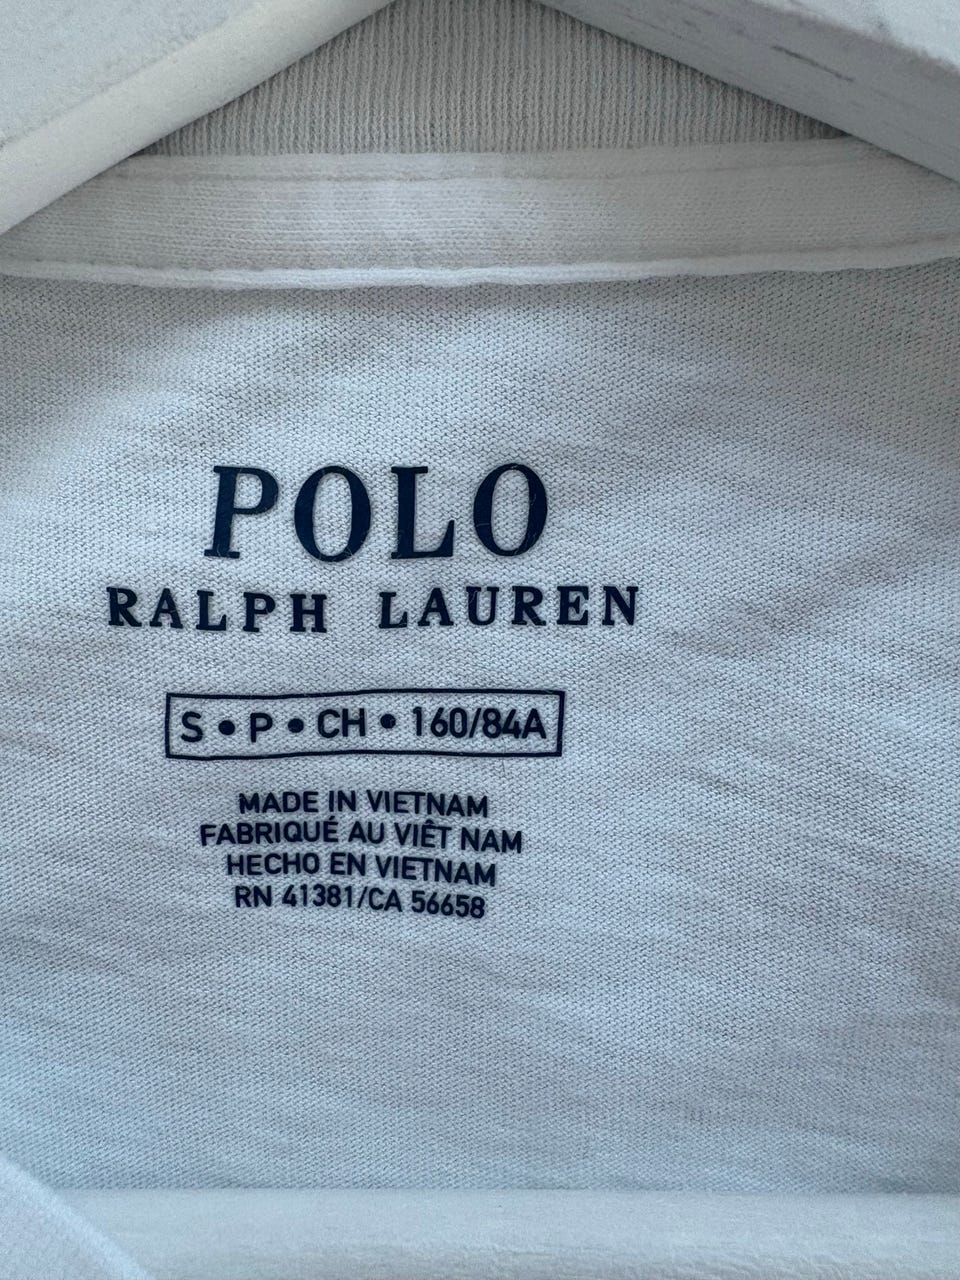 POLO
RALPH LAUREN
S • P • CH • 160/84A
MADE IN VIETNAM
FABRIQUÉ AU VIÊT NAM
HECHO EN VIETNAM
RN 41381/CA 56658